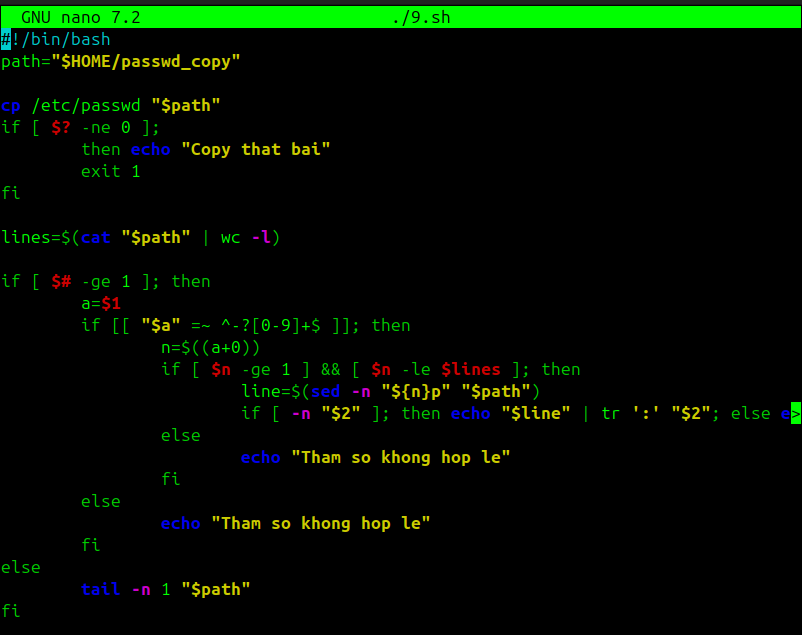 GNU nano 7.2 ./9.sh
#!/bin/bash
path="$HOME/passwd_copy"

cp /etc/passwd "$path"
if [ $? -ne 0 ];
        then echo "Copy that bai"
        exit 1
fi

lines=$(cat "$path" | wc -l)

if [ $# -ge 1 ]; then
        a=$1
        if [[ "$a" =~ ^-?[0-9]+$ ]]; then
                n=$((a+0))
                if [ $n -ge 1 ] && [ $n -le $lines ]; then
                        line=$(sed -n "${n}p" "$path")
                        if [ -n "$2" ]; then echo "$line" | tr ':' "$2"; else e>
                else
                        echo "Tham so khong hop le"
                fi
        else
                echo "Tham so khong hop le"
        fi
else
        tail -n 1 "$path"
fi